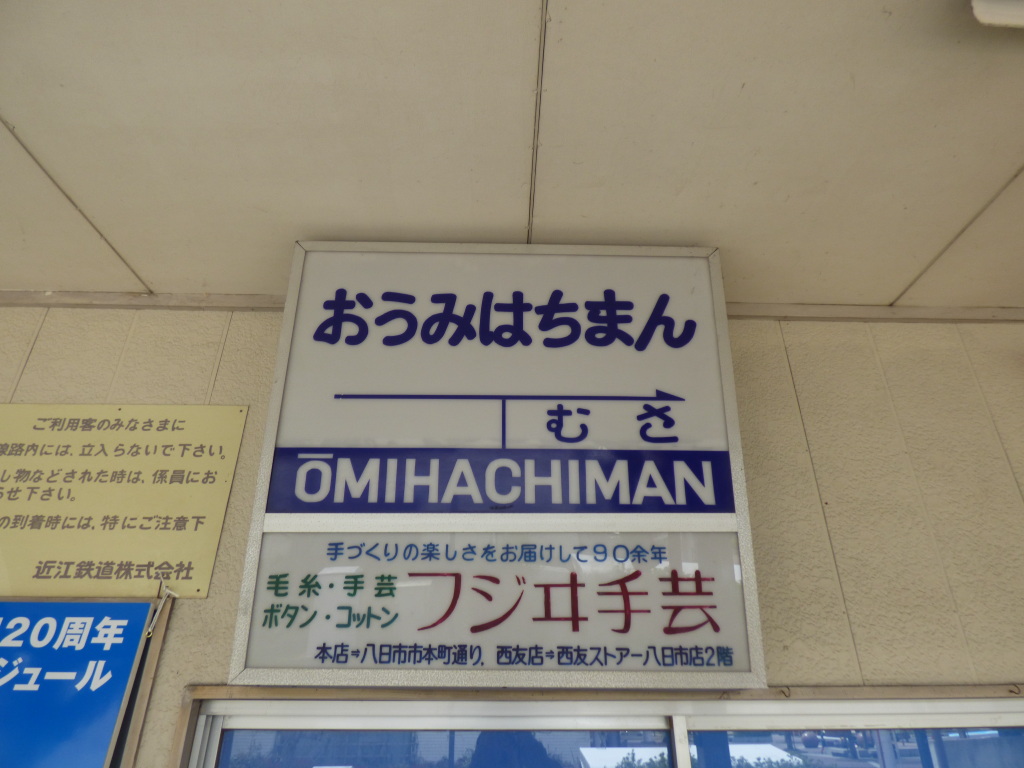 おうみはちまん
むさ
ŌMIHACHIMAN
手づくりの楽しさをお届けして90余年
毛糸・手芸
ボタン・コットン
フジヰ手芸
本店⇒八日市市本町通り、西友店⇒西友ストアー八日市店2階
ご利用客のみなさまに
線路内には、立入らないで下さい。
し物などされた時は、係員にお
らせ下さい。
の到着時には、特にご注意下
近江鉄道株式会社
120周年
ジュール